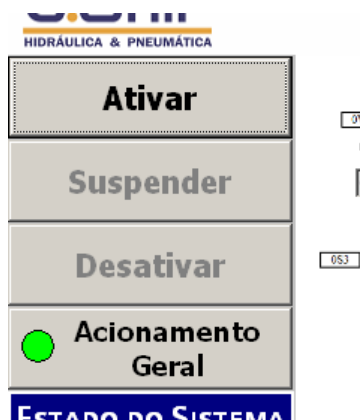 HIDRÁULICA & PNEUMÁTICA
Ativar
Suspender
Desativar
0S3
Acionamento
Geral
ESTADO DO SISTEMA